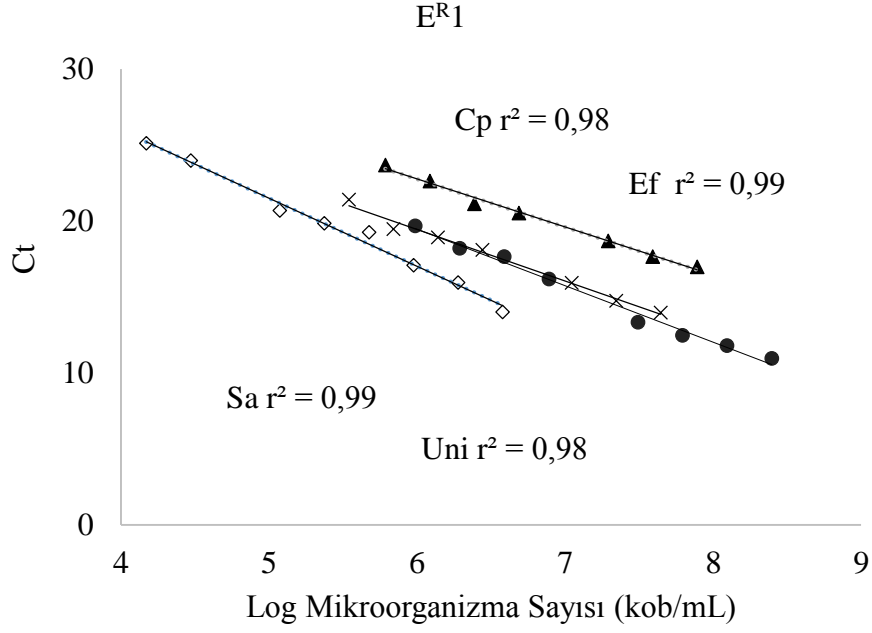 Eᴿ1
30
Cp r² = 0,98
Ef r² = 0,99
20
Ct
10
Sa r² = 0,99
Uni r² = 0,98
0
4 5 6 7 8 9
Log Mikroorganizma Sayısı (kob/mL)